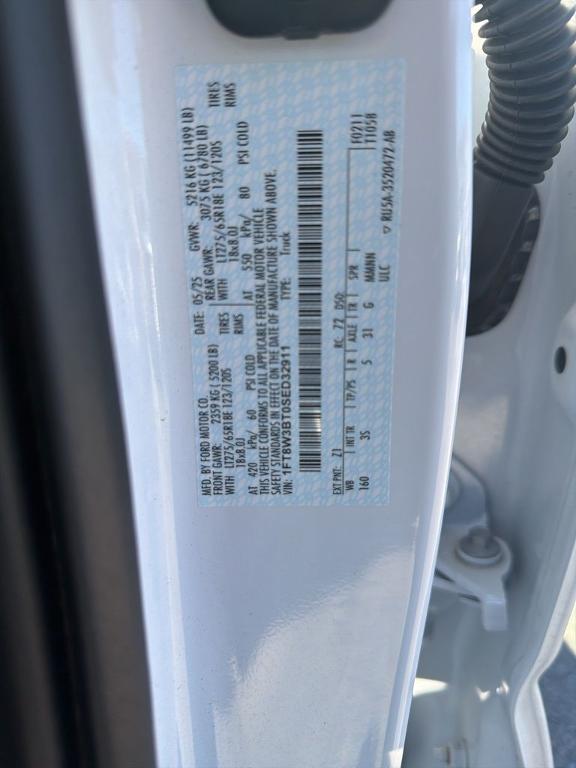 MFD. BY FORD MOTOR CO.
DATE: 05/25 GVWR: 5216 KG (11499 LB)
FRONT GAWR: 2359 KG ( 5200 LB) REAR GAWR: 3075 KG ( 6780 LB)
WITH LT275/65R18E 123/120S TIRES WITH LT275/65R18E 123/120S TIRES
18x8.0J RIMS 18x8.0J RIMS
AT 420 kPa/ 60 PSI COLD AT 550 kPa/ 80 PSI COLD
THIS VEHICLE CONFORMS TO ALL APPLICABLE FEDERAL MOTOR VEHICLE
SAFETY STANDARDS IN EFFECT ON THE DATE OF MANUFACTURE SHOWN ABOVE.
VIN: 1FT8W3BT0SED32911 TYPE: Truck
F0211
T1058
EXT PNT: Z1 RC: 72 DSO:
WB INT TR TP/PS R AXLE TR SPR
160 3S 5 31 G MMMRN
ULC
▽ RU5A-3520472-AB